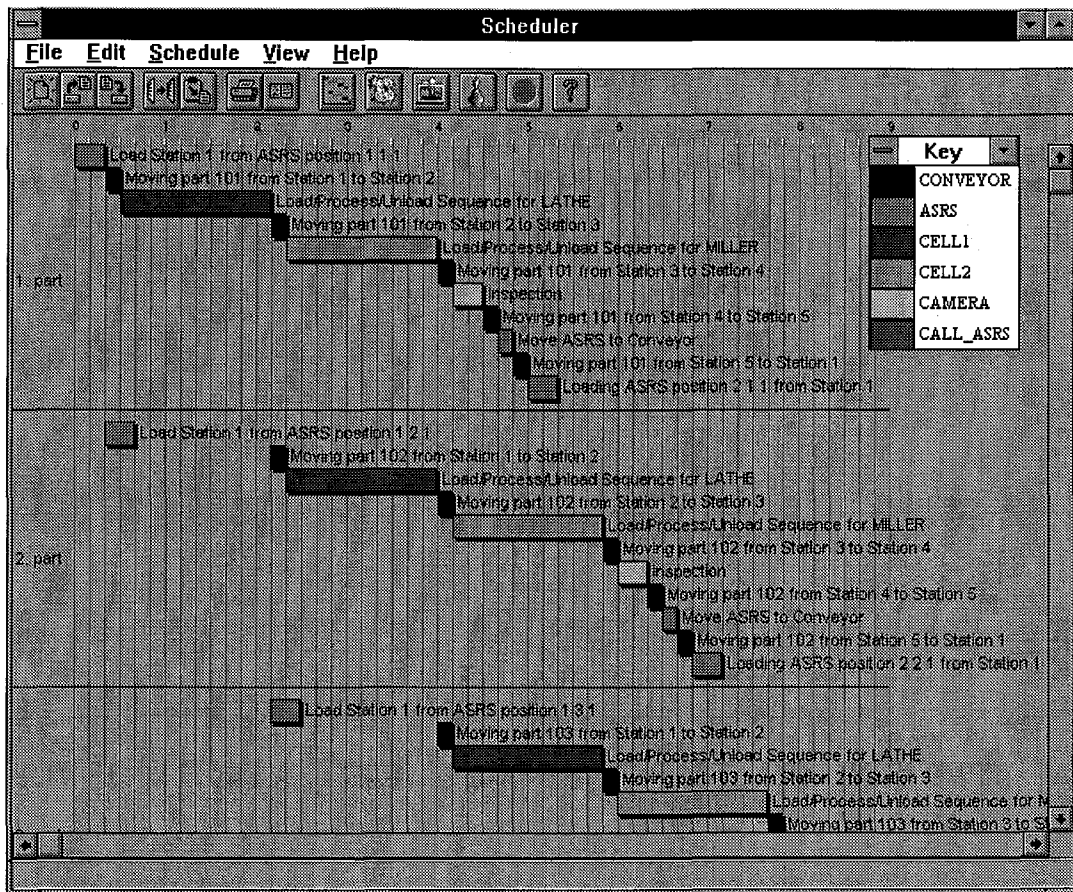 Scheduler
File Edit Schedule View Help
?
0 1 2 3 4 5 6 7 8 9
Key
CONVEYOR
ASRS
CELL1
CELL2
CAMERA
CALL_ASRS
1. part
Load Station 1 from ASRS position 1 1 1
Moving part 101 from Station 1 to Station 2
Load/Process/Unload Sequence for LATHE
Moving part 101 from Station 2 to Station 3
Load/Process/Unload Sequence for MILLER
Moving part 101 from Station 3 to Station 4
Inspection
Moving part 101 from Station 4 to Station 5
Move ASRS to Conveyor
Moving part 101 from Station 5 to Station 1
Loading ASRS position 2 1 1 from Station 1
2. part
Load Station 1 from ASRS position 1 2 1
Moving part 102 from Station 1 to Station 2
Load/Process/Unload Sequence for LATHE
Moving part 102 from Station 2 to Station 3
Load/Process/Unload Sequence for MILLER
Moving part 102 from Station 3 to Station 4
Inspection
Moving part 102 from Station 4 to Station 5
Move ASRS to Conveyor
Moving part 102 from Station 5 to Station 1
Loading ASRS position 2 2 1 from Station 1
Load Station 1 from ASRS position 1 3 1
Moving part 103 from Station 1 to Station 2
Load/Process/Unload Sequence for LATHE
Moving part 103 from Station 2 to Station 3
Load/Process/Unload Sequence for M
Moving part 103 from Station 3 to S